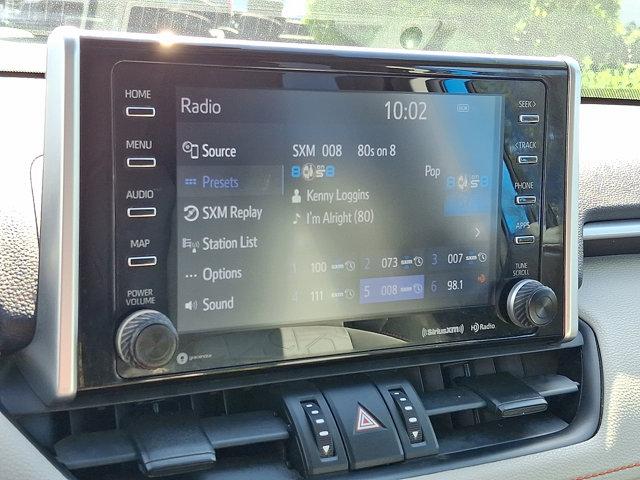 HOME
MENU
AUDIO
MAP
POWER
VOLUME
Radio
10:02
Source
Presets
SXM Replay
Station List
Options
Sound
SXM 008 80s on 8
Pop
Kenny Loggins
I'm Alright (80)
1 100 2 073 3 007
111 5 008 6 98.1
SEEK >
< TRACK
PHONE
APPS
TUNE
SCROLL
gracenote
SiriusXM
HD Radio